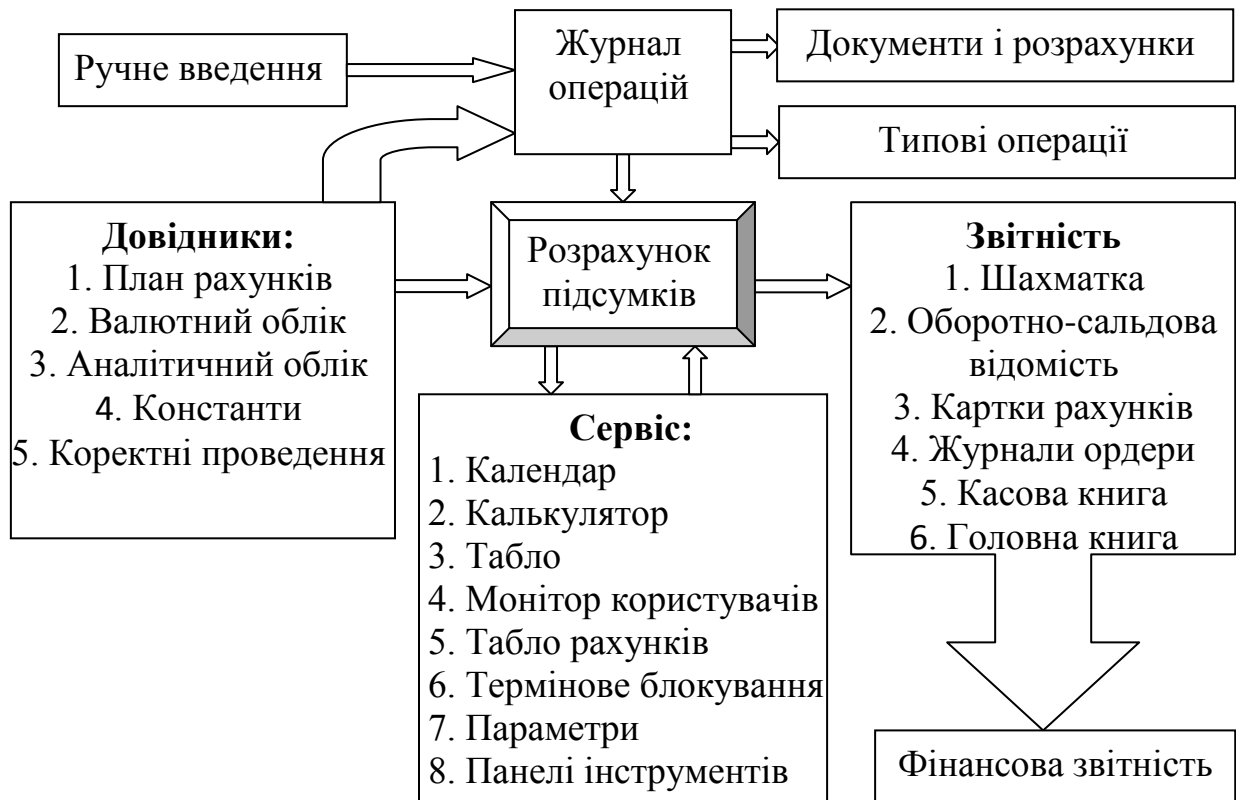 Ручне введення
Журнал
операцій
Документи і розрахунки
Типові операції
Довідники:
1. План рахунків
2. Валютний облік
3. Аналітичний облік
4. Константи
5. Коректні проведення
Розрахунок
підсумків
Звітність
1. Шахматка
2. Оборотно-сальдова
відомість
3. Картки рахунків
4. Журнали ордери
5. Касова книга
6. Головна книга
Сервіс:
1. Календар
2. Калькулятор
3. Табло
4. Монітор користувачів
5. Табло рахунків
6. Термінове блокування
7. Параметри
8. Панелі інструментів
Фінансова звітність